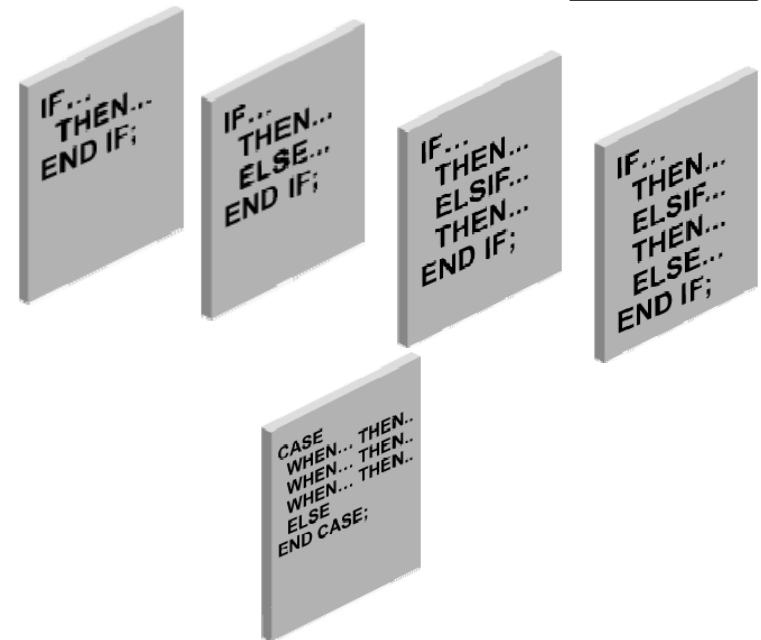 IF...
THEN...
END IF;
IF...
THEN...
ELSE...
END IF;
IF...
THEN...
ELSIF...
THEN...
END IF;
IF...
THEN...
ELSIF...
THEN...
ELSE...
END IF;
CASE
WHEN... THEN..
WHEN... THEN..
WHEN... THEN..
ELSE
END CASE;